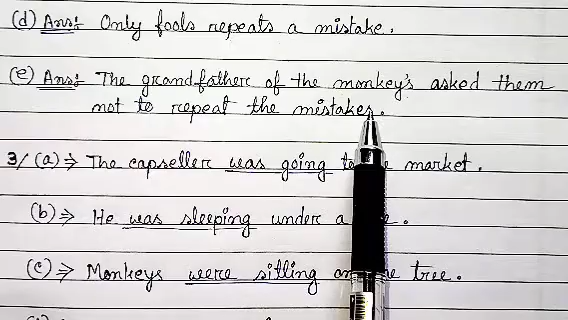 (d) Ans: Only fools repeats a mistake.
(e) Ans: The grandfather of the monkey's asked them
not to repeat the mistakes.
3/ (a) ⇒ The capseller was going market.
(b) ⇒ He was sleeping under a .
(c) ⇒ Monkeys were sitting tree.